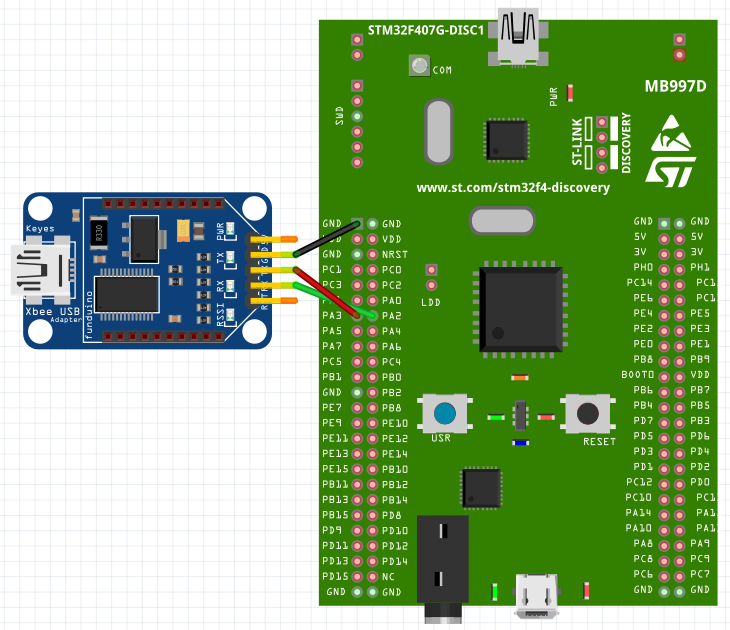 STM32F407G-DISC1
COM
SWD
PWR
MB997D
ST-LINK
DISCOVERY
www.st.com/stm32f4-discovery
Keyes
R330
PWR
TX
RX
RSSI
funduino
Xbee USB
Adapter
LDD
USR
RESET
GND GND
VDD
GND NRST
PC1 PC0
PC3 PC2
PA0
PA3 PA2
PA5 PA4
PA7 PA6
PC5 PC4
PB1 PB0
GND PB2
PE7 PB8
PE9 PE10
PE11 PE12
PE13 PE14
PE15 PB10
PB11 PB12
PB13 PB14
PB15 PD8
PD9 PD10
PD11 PD12
PD13 PD14
PD15 NC
GND GND
GND GND
5V 5V
3V 3V
PH0 PH1
PC14 PC1
PE6 PC1
PE4 PE5
PE2 PE3
PE0 PE1
PB8 PB9
BOOT0 VDD
PB6 PB7
PB4 PB5
PD7 PB3
PD5 PD6
PD3 PD4
PD1 PD2
PC12 PD0
PC10 PC1
PA14 PA1
PA10 PA1
PA8 PA9
PC8 PC9
PC6 PC7
GND GND